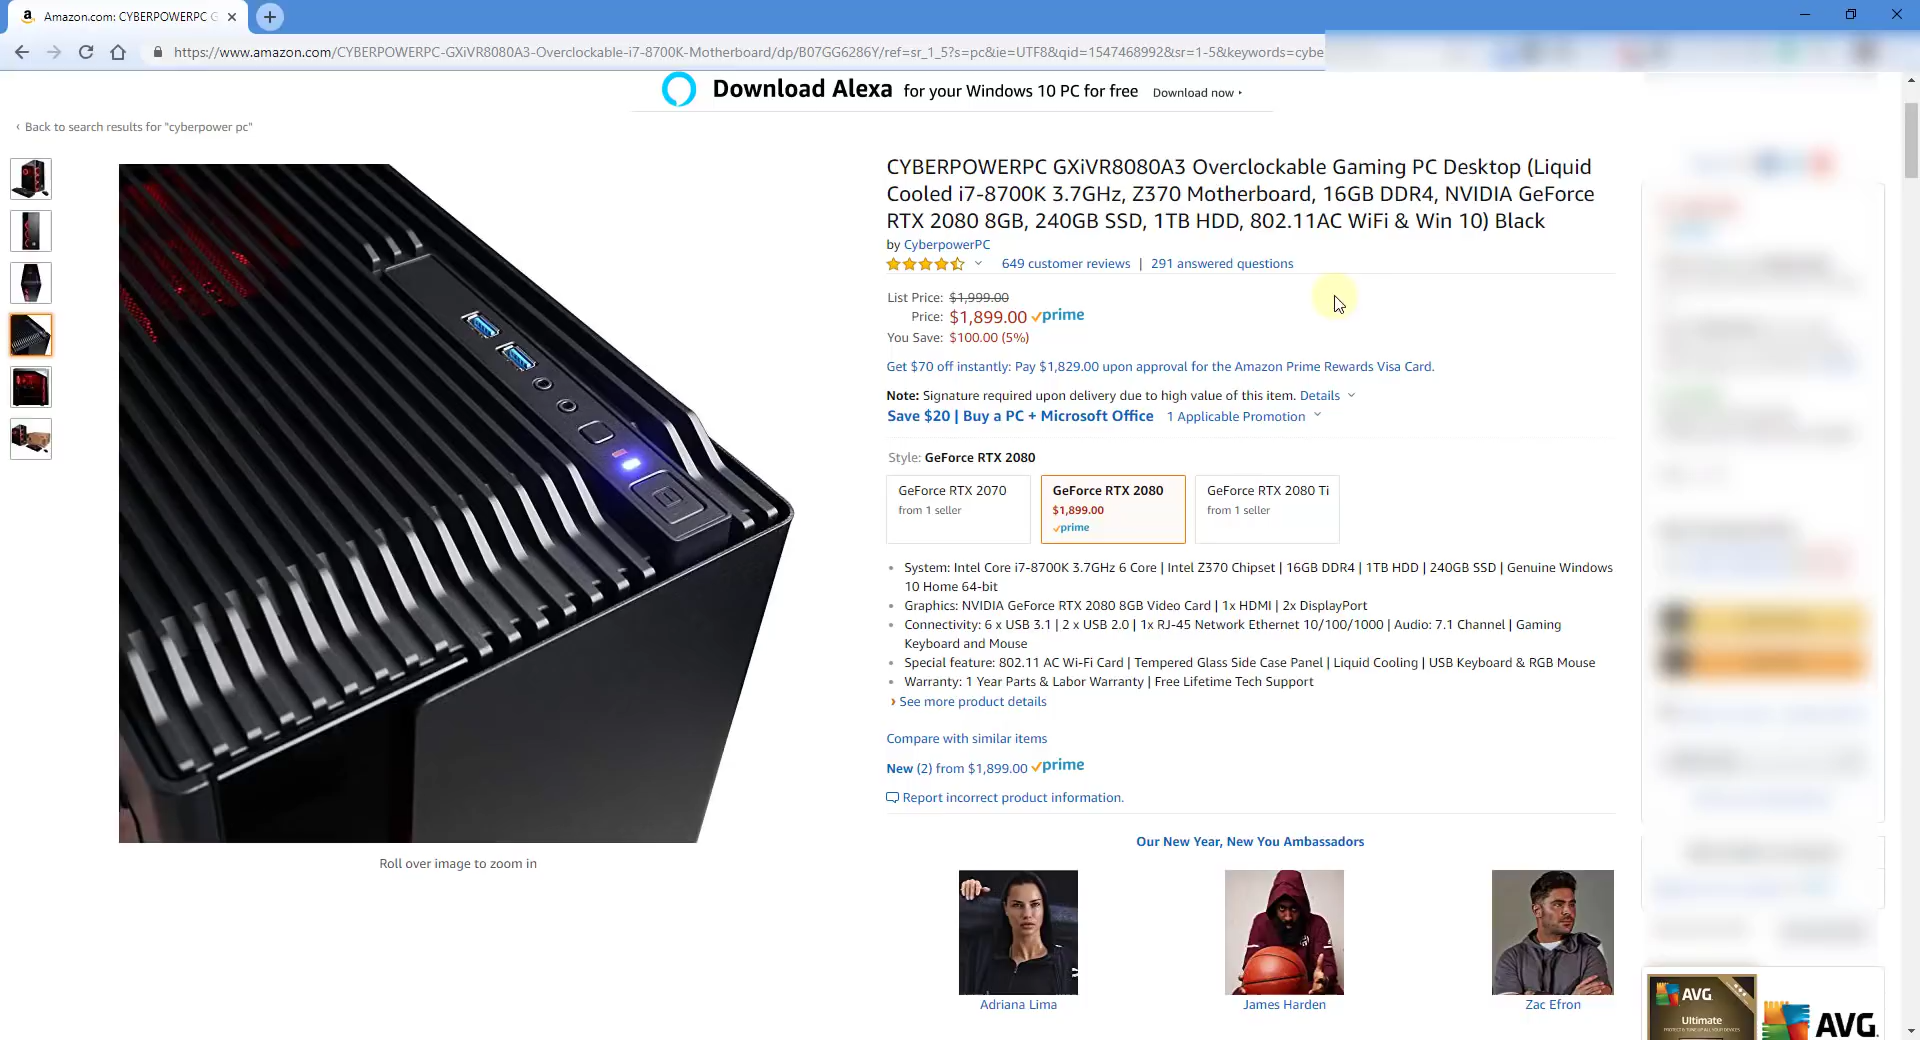 Amazon.com: CYBERPOWERPC G
https://www.amazon.com/CYBERPOWERPC-GXiVR8080A3-Overclockable-i7-8700K-Motherboard/dp/B07GG6286Y/ref=sr_1_5?s=pc&ie=UTF8&qid=1547468992&sr=1-5&keywords=cybe
Download Alexa for your Windows 10 PC for free Download now
‹ Back to search results for "cyberpower pc"
CYBERPOWERPC GXiVR8080A3 Overclockable Gaming PC Desktop (Liquid
Cooled i7-8700K 3.7GHz, Z370 Motherboard, 16GB DDR4, NVIDIA GeForce
RTX 2080 8GB, 240GB SSD, 1TB HDD, 802.11AC WiFi & Win 10) Black
by CyberpowerPC
649 customer reviews | 291 answered questions
List Price: $1,999.00
Price: $1,899.00 prime
You Save: $100.00 (5%)
Get $70 off instantly: Pay $1,829.00 upon approval for the Amazon Prime Rewards Visa Card.
Note: Signature required upon delivery due to high value of this item. Details
Save $20 | Buy a PC + Microsoft Office 1 Applicable Promotion
Style: GeForce RTX 2080
GeForce RTX 2070 GeForce RTX 2080 GeForce RTX 2080 Ti
from 1 seller $1,899.00 from 1 seller
prime
• System: Intel Core i7-8700K 3.7GHz 6 Core | Intel Z370 Chipset | 16GB DDR4 | 1TB HDD | 240GB SSD | Genuine Windows
10 Home 64-bit
• Graphics: NVIDIA GeForce RTX 2080 8GB Video Card | 1x HDMI | 2x DisplayPort
• Connectivity: 6 x USB 3.1 | 2 x USB 2.0 | 1x RJ-45 Network Ethernet 10/100/1000 | Audio: 7.1 Channel | Gaming
Keyboard and Mouse
• Special feature: 802.11 AC Wi-Fi Card | Tempered Glass Side Case Panel | Liquid Cooling | USB Keyboard & RGB Mouse
• Warranty: 1 Year Parts & Labor Warranty | Free Lifetime Tech Support
› See more product details
Compare with similar items
New (2) from $1,899.00 prime
Report incorrect product information.
Roll over image to zoom in
Our New Year, New You Ambassadors
Adriana Lima
James Harden
Zac Efron
AVG.
Ultimate
AVG.